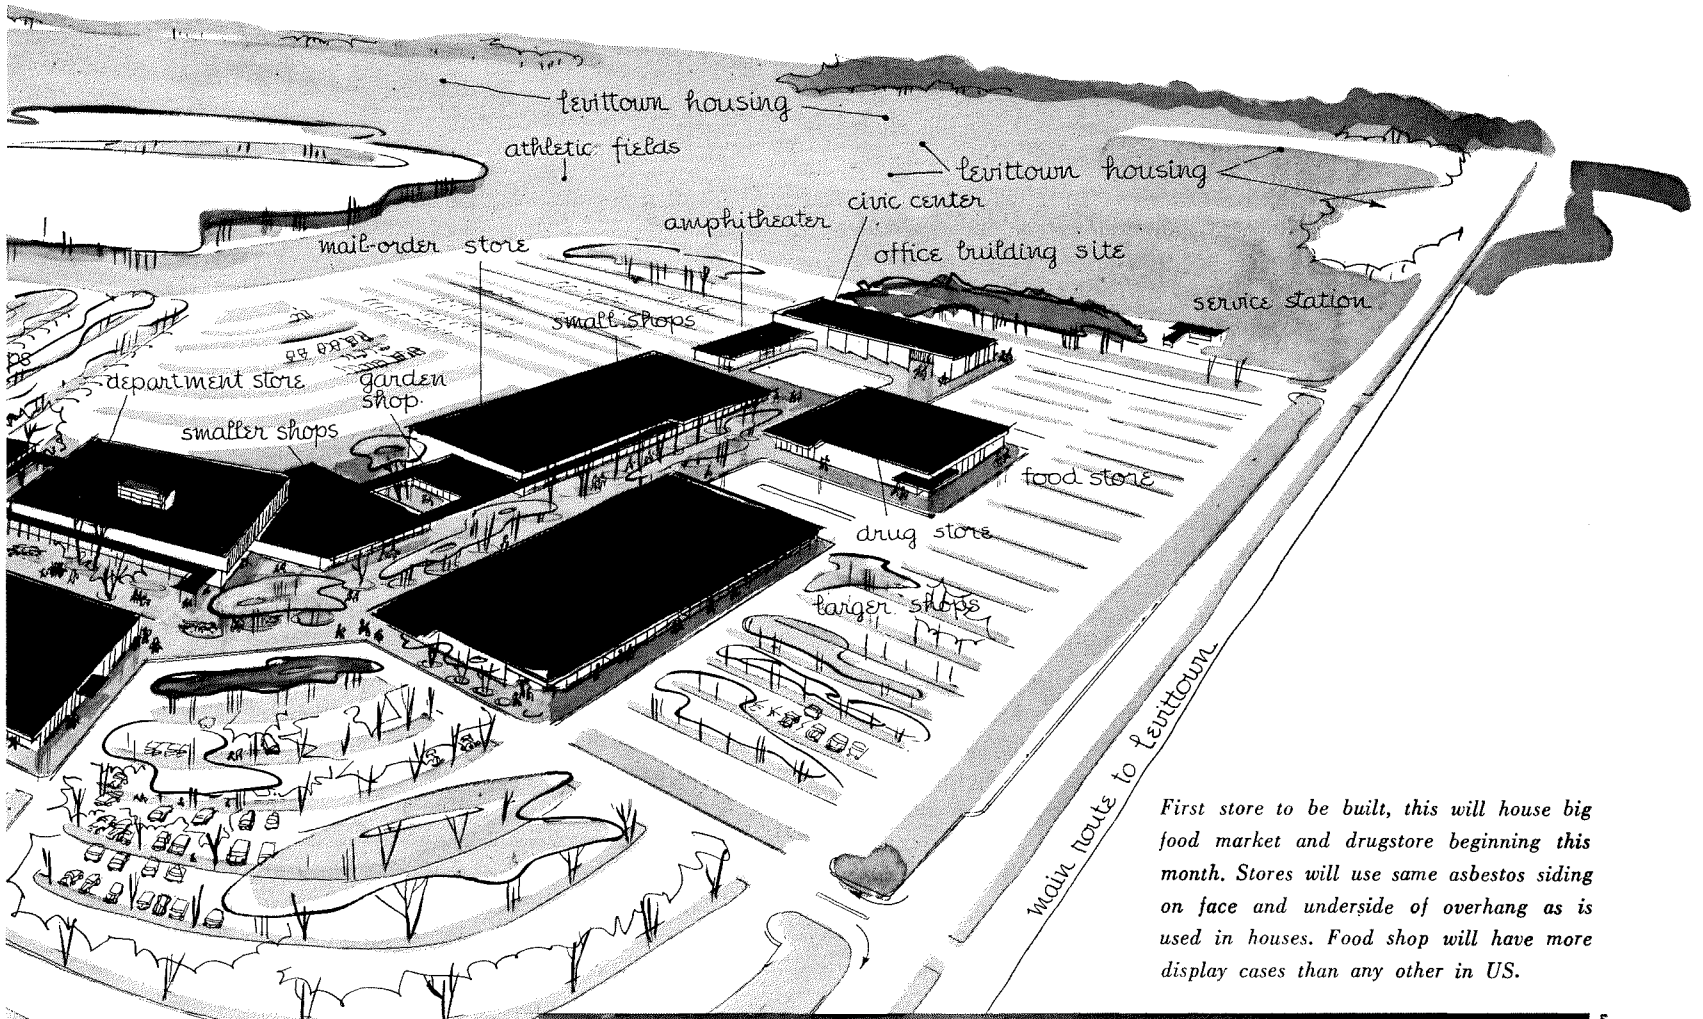 levittown housing
athletic fields
levittown housing
civic center
amphitheater
mail-order store
office building site
service station
small shops
department store
garden
shop.
smaller shops
food store
drug store
larger shops
main route to levittown
First store to be built, this will house big
food market and drugstore beginning this
month. Stores will use same asbestos siding
on face and underside of overhang as is
used in houses. Food shop will have more
display cases than any other in US.